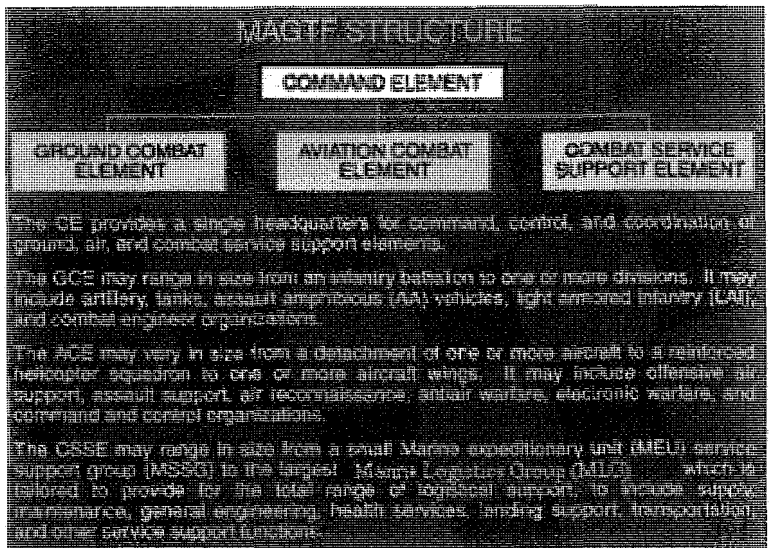 MAGTF STRUCTURE
COMMAND ELEMENT
GROUND COMBAT
ELEMENT
AVIATION COMBAT
ELEMENT
COMBAT SERVICE
SUPPORT ELEMENT
The CE provides a single headquarters for command, control, and coordination of
ground, air, and combat service support elements.
The GCE may range in size from an infantry battalion to one or more divisions. It may
include artillery, tanks, assault amphibious (AA) vehicles, light armored infantry (LAI),
and combat engineer organizations.
The ACE may vary in size from a detachment of one or more aircraft to a reinforced
helicopter squadron to one or more aircraft wings. It may include offensive air
support, assault support, air reconnaissance, antiair warfare, electronic warfare, and
command and control organizations.
The CSSE may range in size from a small Marine expeditionary unit (MEU) service
support group (MSSG) to the largest Marine Logistics Group (MLG) which is
tailored to provide for the total range of logistical support, to include supply,
maintenance, general engineering, health services, landing support, transportation,
and other service support functions.